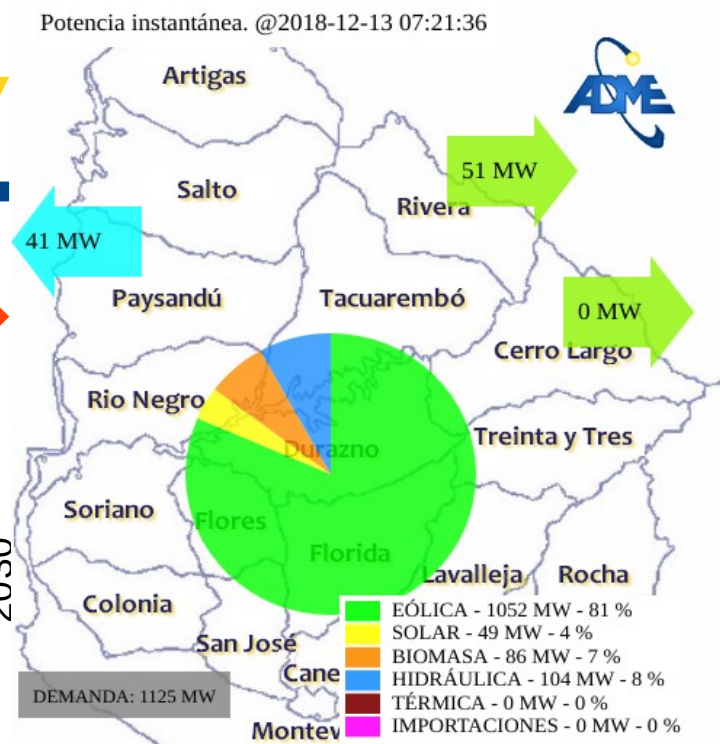 Potencia instantánea. @2018-12-13 07:21:36
Artigas
ADME
51 MW
Salto
Rivera
41 MW
Paysandú
Tacuarembó
0 MW
Cerro Largo
Rio Negro
Durazno
Treinta y Tres
Soriano
Flores
Florida
2030
Lavalleja
Rocha
Colonia
San José
Cane
Montev
DEMANDA: 1125 MW
EÓLICA - 1052 MW - 81 %
SOLAR - 49 MW - 4 %
BIOMASA - 86 MW - 7 %
HIDRÁULICA - 104 MW - 8 %
TÉRMICA - 0 MW - 0 %
IMPORTACIONES - 0 MW - 0 %